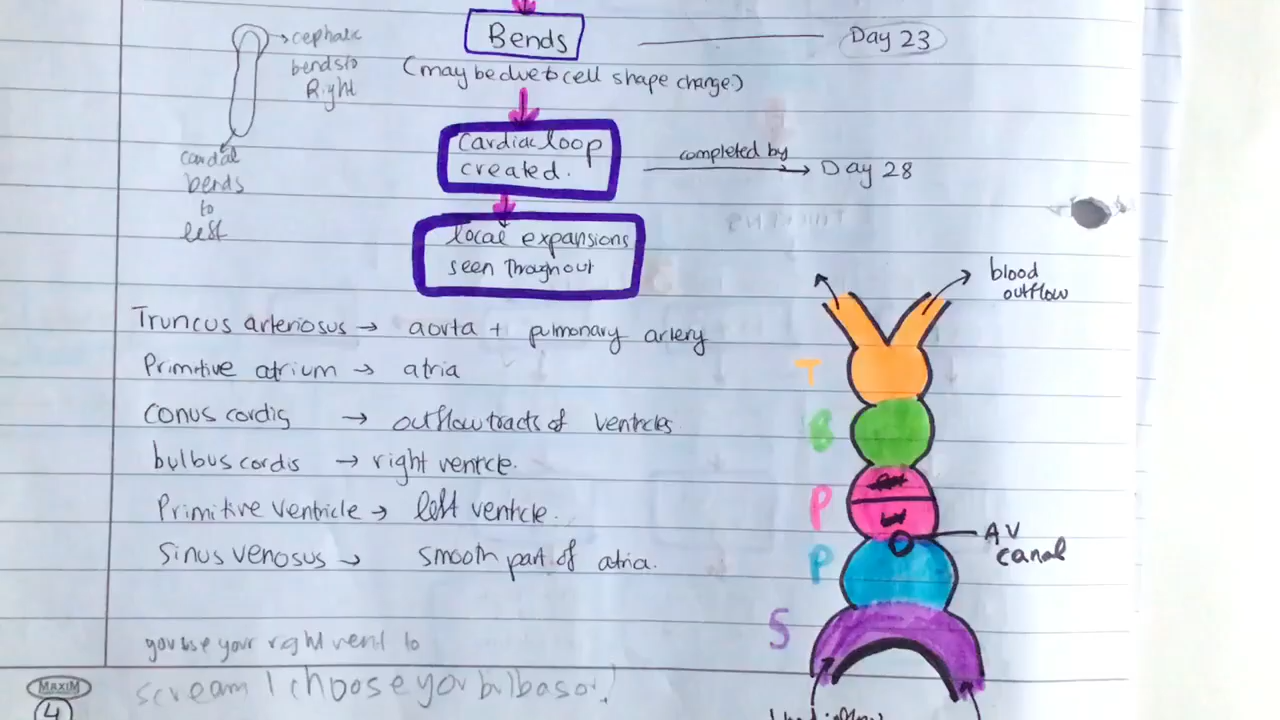 Bends
Day 23
(may be due to cell shape change)
cephalic
bends to
Right
caudal
bends
to
left
Cardiac loop
created.
completed by
Day 28
local expansions
seen throughout
blood
outflow
Truncus arteriosus → aorta + pulmonary artery
Primitive atrium → atria
conus cordis → outflow tracts of ventricles
bulbus cordis → right ventricle.
Primitive ventricle → left ventricle.
sinus venosus → smooth part of atria.
T
B
P
P
S
AV
canal
you use your right vent to
scream I choose you bulbasor!
MAXIM
4